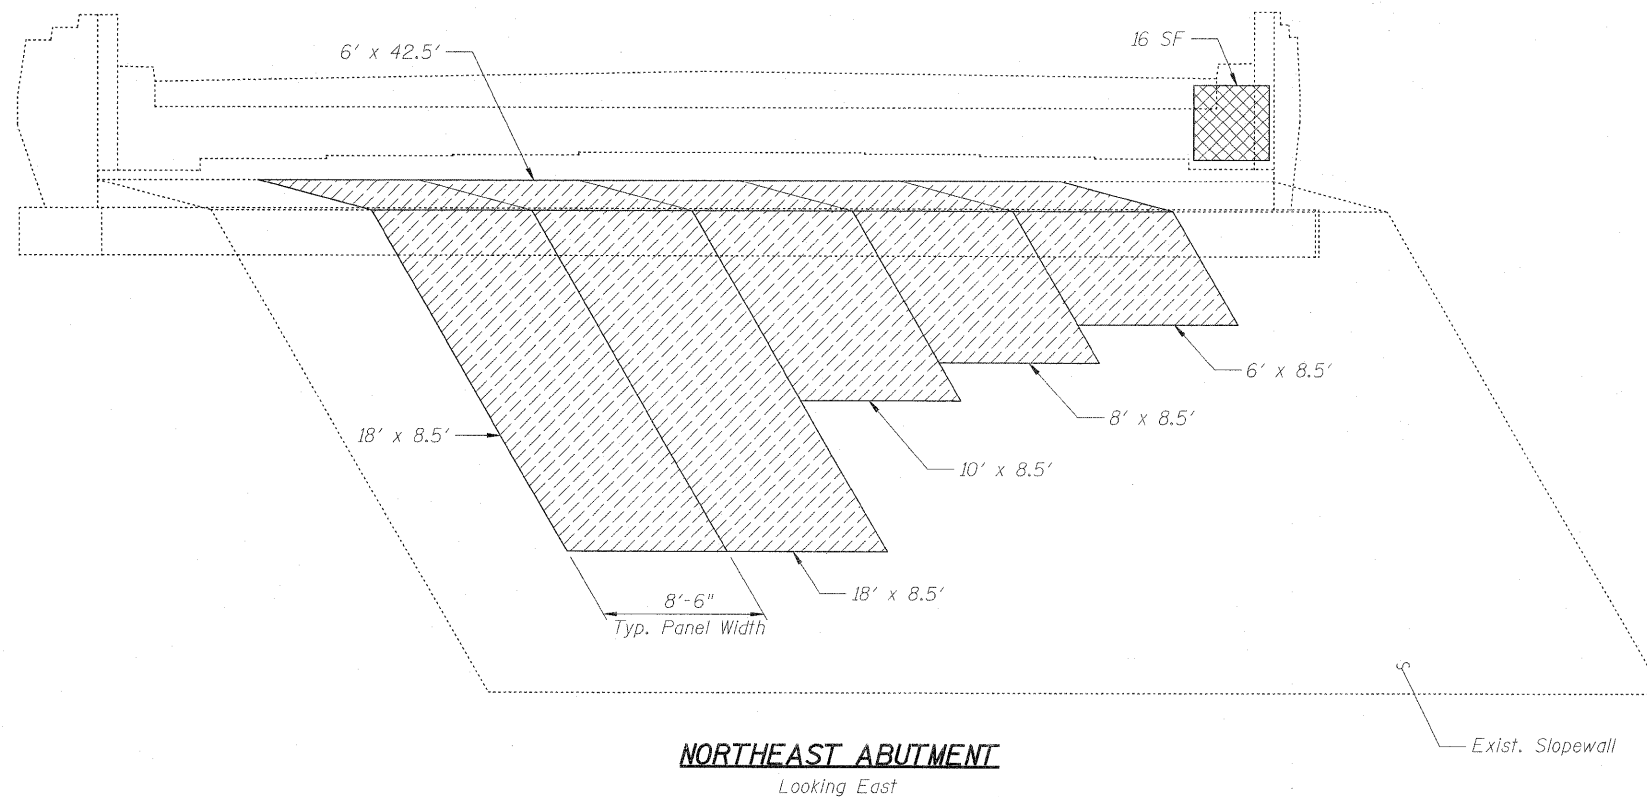 6' x 42.5'
16 SF
6' x 8.5'
8' x 8.5'
18' x 8.5'
10' x 8.5'
18' x 8.5'
8'-6"
Typ. Panel Width
Exist. Slopewall
NORTHEAST ABUTMENT
Looking East